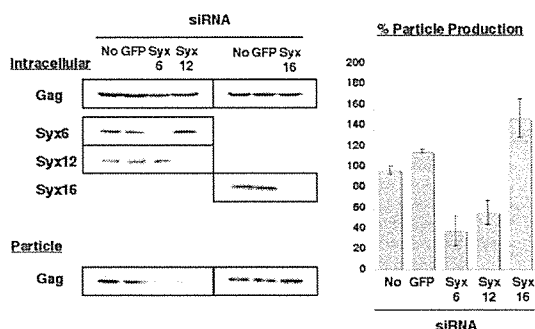 siRNA
No GFP Syx 6 Syx 12 No GFP Syx 16
Intracellular
Gag
Syx6
Syx12
Syx16
Particle
Gag
% Particle Production
200
180
160
140
120
100
80
60
40
20
0
No GFP Syx 6 Syx 12 Syx 16
siRNA